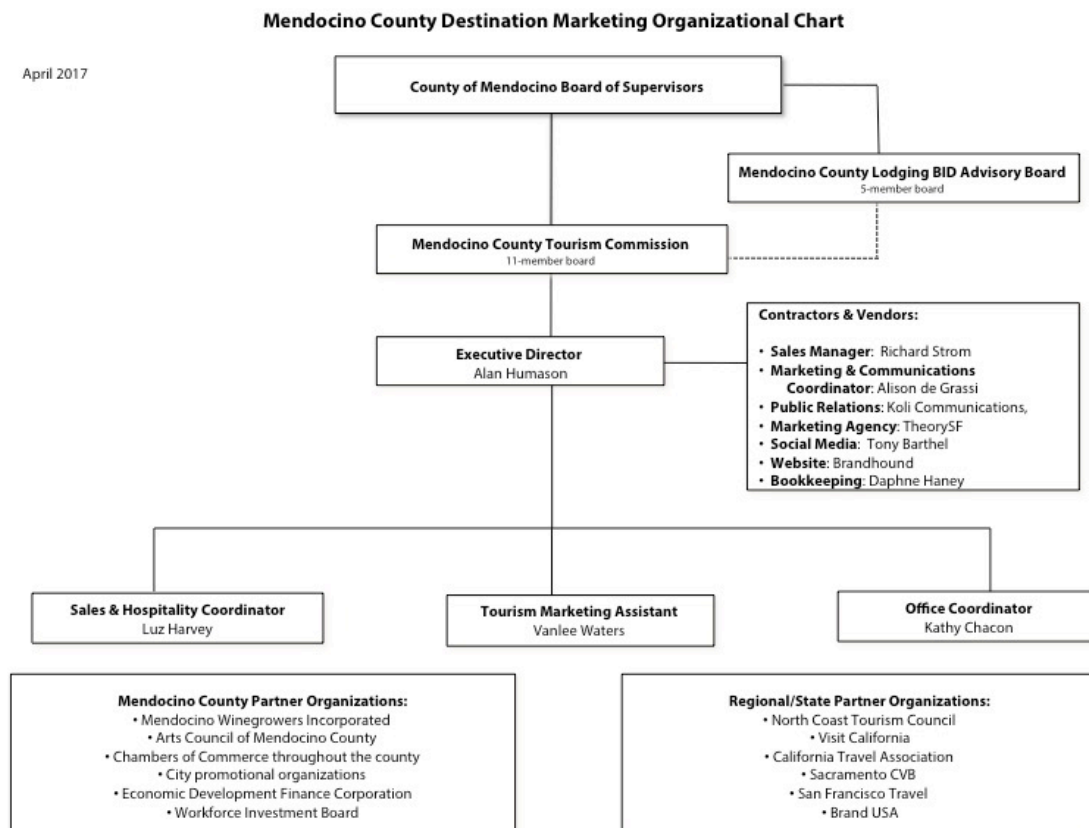 Mendocino County Destination Marketing Organizational Chart
April 2017
County of Mendocino Board of Supervisors
Mendocino County Lodging BID Advisory Board
5-member board
Mendocino County Tourism Commission
11-member board
Executive Director
Alan Humason
Contractors & Vendors:
• Sales Manager: Richard Strom
• Marketing & Communications
Coordinator: Alison de Grassi
• Public Relations: Koli Communications,
• Marketing Agency: TheorySF
• Social Media: Tony Barthel
• Website: Brandhound
• Bookkeeping: Daphne Haney
Sales & Hospitality Coordinator
Luz Harvey
Tourism Marketing Assistant
Vanlee Waters
Office Coordinator
Kathy Chacon
Mendocino County Partner Organizations:
• Mendocino Winegrowers Incorporated
• Arts Council of Mendocino County
• Chambers of Commerce throughout the county
• City promotional organizations
• Economic Development Finance Corporation
• Workforce Investment Board
Regional/State Partner Organizations:
• North Coast Tourism Council
• Visit California
• California Travel Association
• Sacramento CVB
• San Francisco Travel
• Brand USA